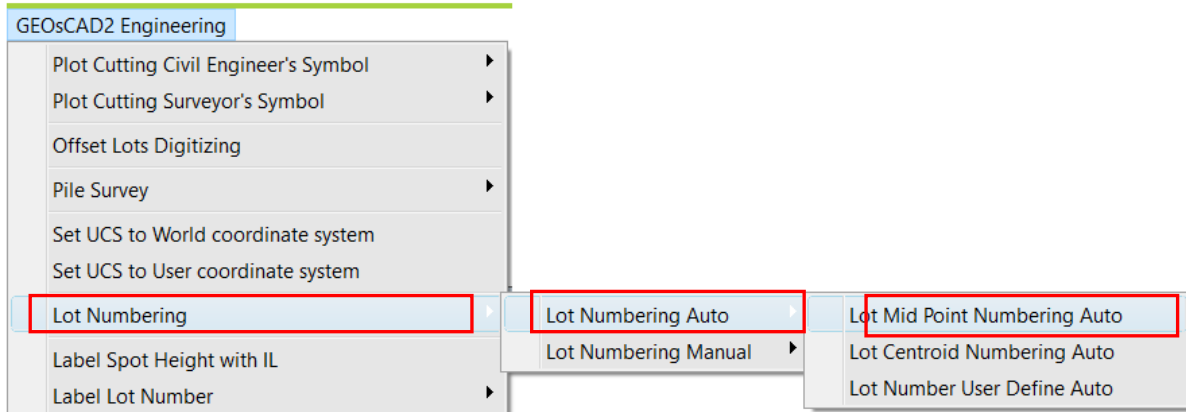 GEOsCAD2 Engineering
Plot Cutting Civil Engineer's Symbol
Plot Cutting Surveyor's Symbol
Offset Lots Digitizing
Pile Survey
Set UCS to World coordinate system
Set UCS to User coordinate system
Lot Numbering
Label Spot Height with IL
Label Lot Number
Lot Numbering Auto
Lot Numbering Manual
Lot Mid Point Numbering Auto
Lot Centroid Numbering Auto
Lot Number User Define Auto